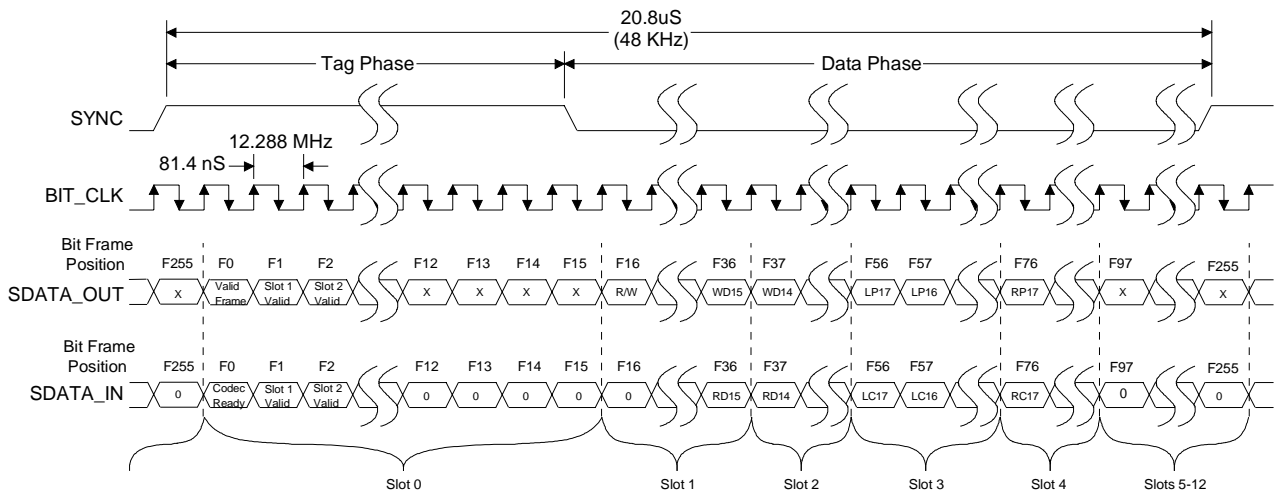 20.8uS
(48 KHz)
Tag Phase
Data Phase
SYNC
12.288 MHz
81.4 nS
BIT_CLK
Bit Frame
Position
F255 F0 F1 F2 F12 F13 F14 F15 F16 F36 F37 F56 F57 F76 F97 F255
SDATA_OUT
X Valid Frame Slot 1 Valid Slot 2 Valid X X X X R/W WD15 WD14 LP17 LP16 RP17 X X
Bit Frame
Position
F255 F0 F1 F2 F12 F13 F14 F15 F16 F36 F37 F56 F57 F76 F97 F255
SDATA_IN
0 Codec Ready Slot 1 Valid Slot 2 Valid 0 0 0 0 0 RD15 RD14 LC17 LC16 RC17 0 0
Slot 0 Slot 1 Slot 2 Slot 3 Slot 4 Slots 5-12